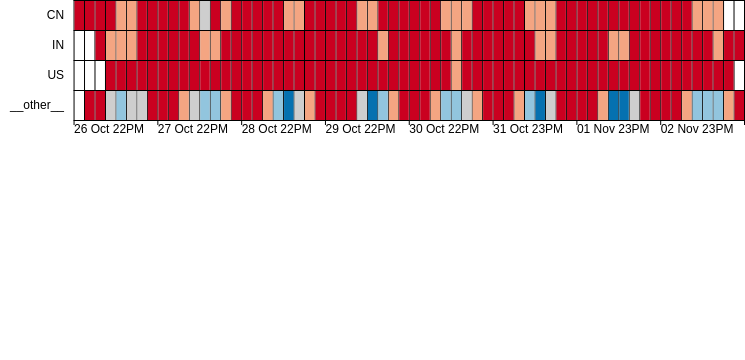 CN
IN
US
__other__
26 Oct 22PM 27 Oct 22PM 28 Oct 22PM 29 Oct 22PM 30 Oct 22PM 31 Oct 23PM 01 Nov 23PM 02 Nov 23PM